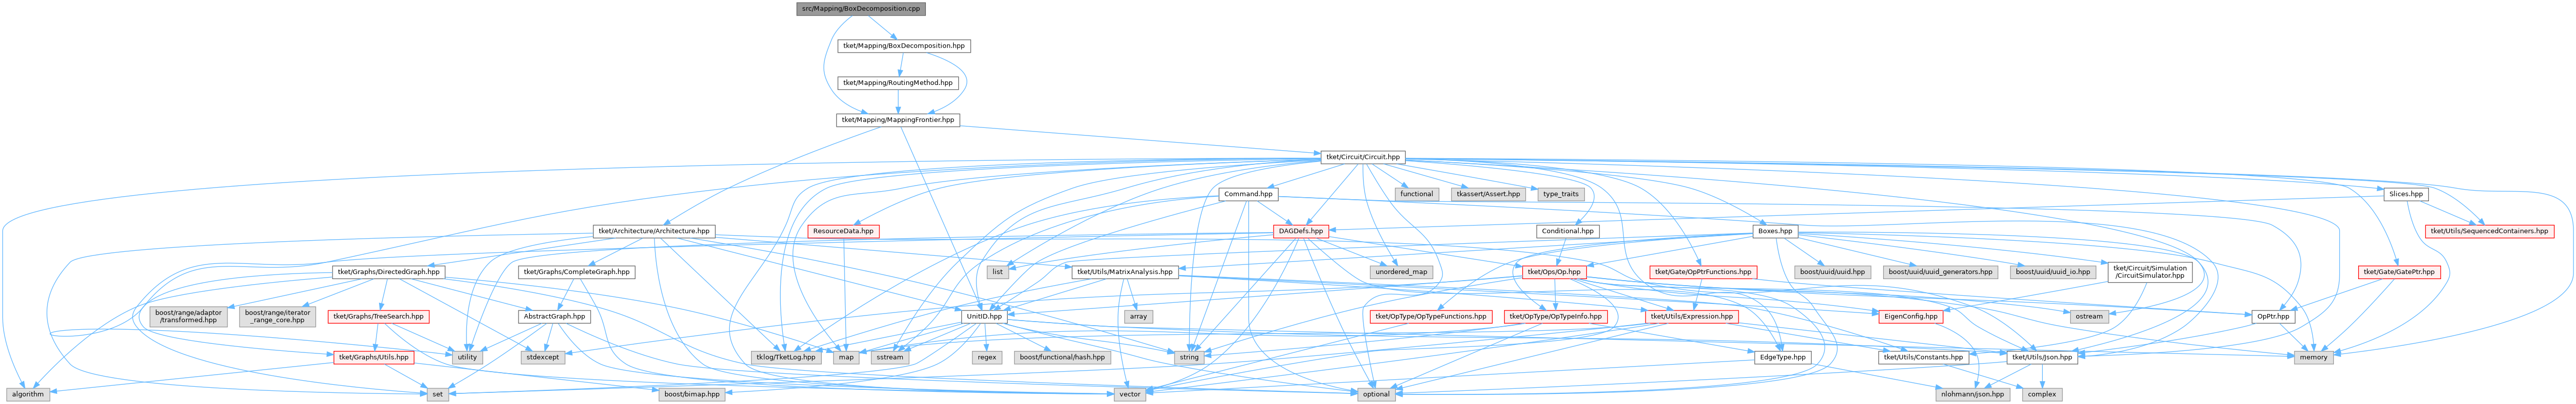 src/Mapping/BoxDecomposition.cpp
tket/Mapping/BoxDecomposition.hpp
tket/Mapping/RoutingMethod.hpp
tket/Mapping/MappingFrontier.hpp
tket/Circuit/Circuit.hpp
Command.hpp
functional
tkassert/Assert.hpp
type_traits
Slices.hpp
tket/Architecture/Architecture.hpp
ResourceData.hpp
DAGDefs.hpp
Conditional.hpp
Boxes.hpp
tket/Utils/SequencedContainers.hpp
tket/Graphs/DirectedGraph.hpp
tket/Graphs/CompleteGraph.hpp
list
tket/Utils/MatrixAnalysis.hpp
unordered_map
tket/Ops/Op.hpp
tket/Gate/OpPtrFunctions.hpp
boost/uuid/uuid.hpp
boost/uuid/uuid_generators.hpp
boost/uuid/uuid_io.hpp
tket/Circuit/Simulation
/CircuitSimulator.hpp
tket/Gate/GatePtr.hpp
boost/range/adaptor
/transformed.hpp
boost/range/iterator
_range_core.hpp
tket/Graphs/TreeSearch.hpp
AbstractGraph.hpp
UnitID.hpp
array
tket/OpType/OpTypeFunctions.hpp
tket/OpType/OpTypeInfo.hpp
tket/Utils/Expression.hpp
EigenConfig.hpp
ostream
OpPtr.hpp
tket/Graphs/Utils.hpp
utility
stdexcept
tklog/TketLog.hpp
map
sstream
regex
boost/functional/hash.hpp
string
EdgeType.hpp
tket/Utils/Constants.hpp
tket/Utils/Json.hpp
memory
algorithm
set
boost/bimap.hpp
vector
optional
nlohmann/json.hpp
complex